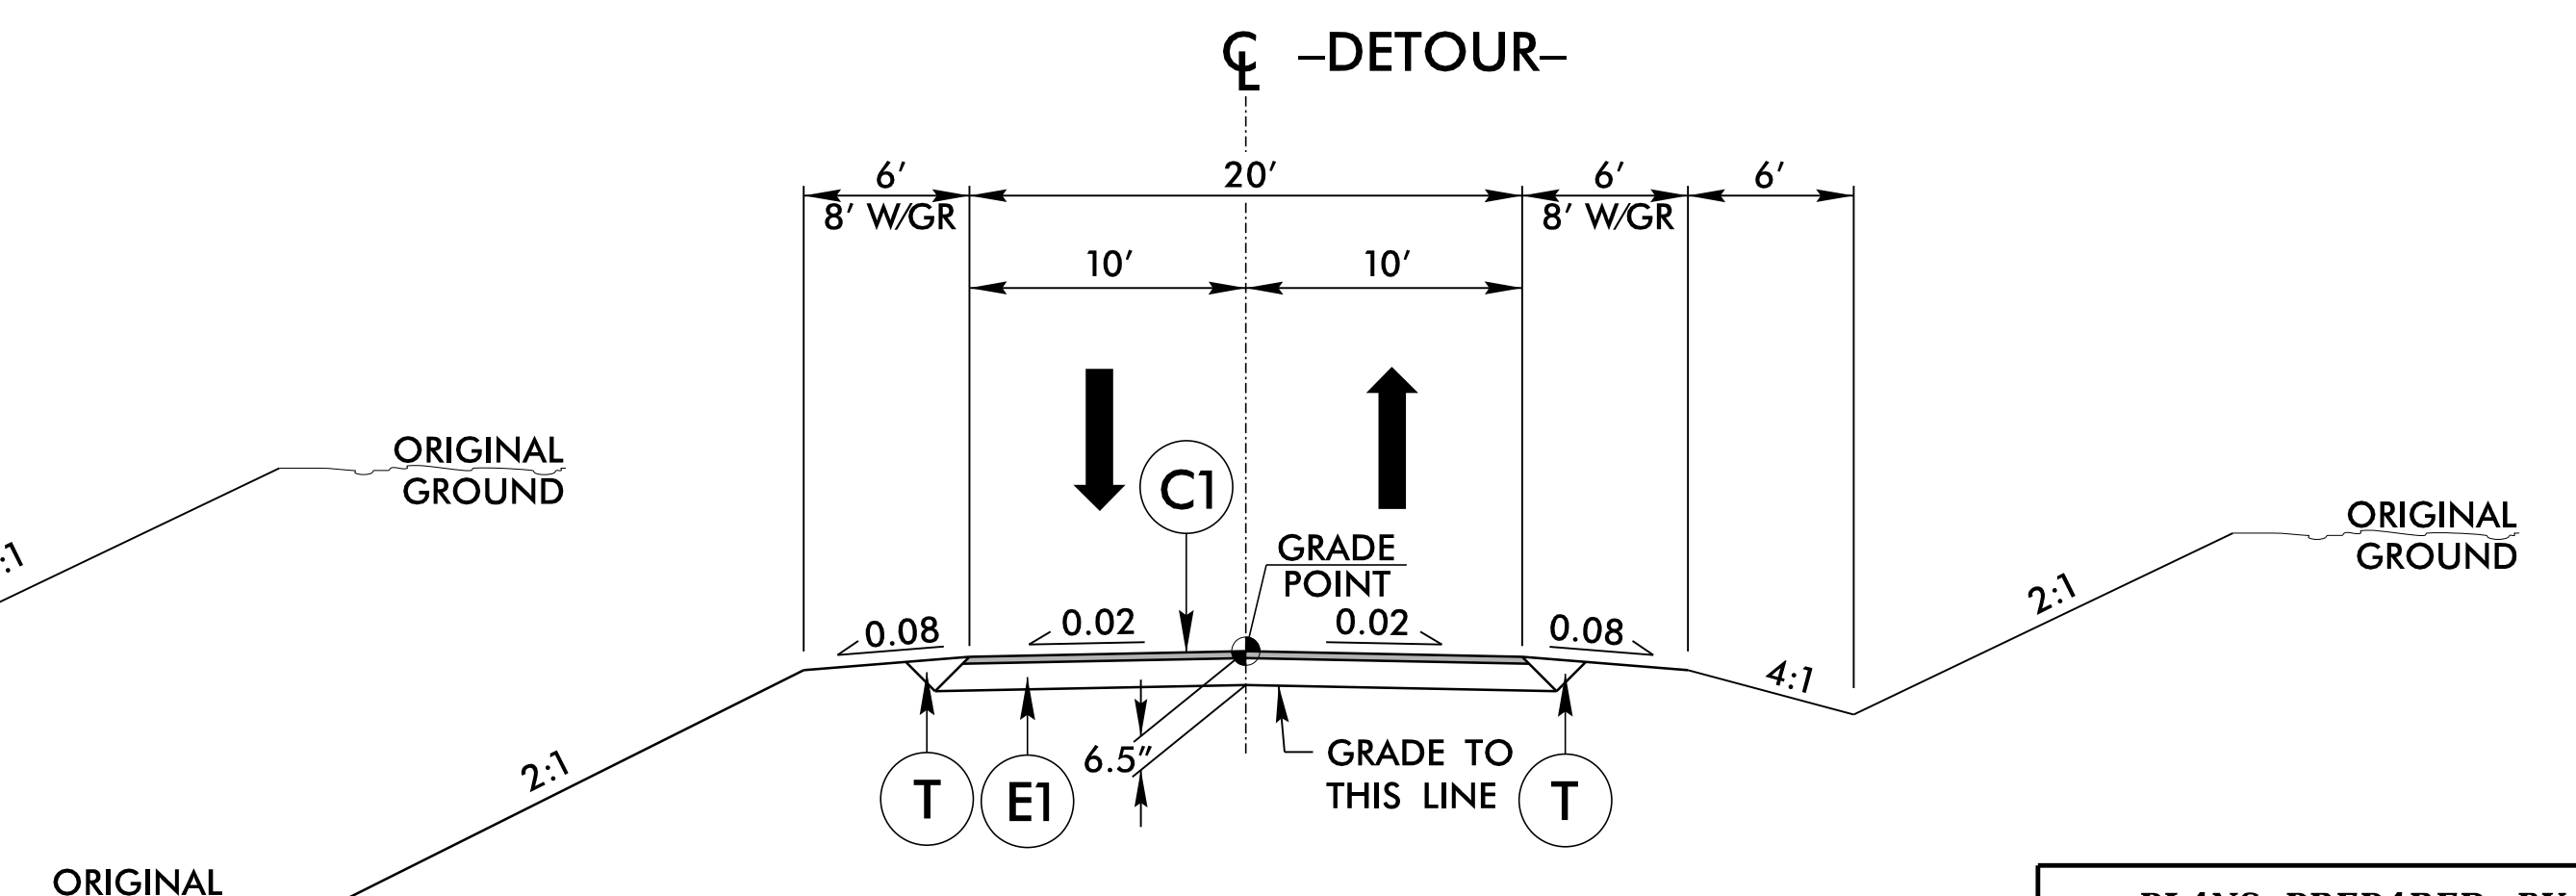 ℄ –DETOUR–
6′ 20′ 6′ 6′
8′ W/GR 8′ W/GR
10′ 10′
ORIGINAL
GROUND
C1
ORIGINAL
GROUND
GRADE
POINT
:1
2:1
0.08 0.02 0.02 0.08
4:1
2:1
6.5″
GRADE TO
THIS LINE
T E1 T
ORIGINAL